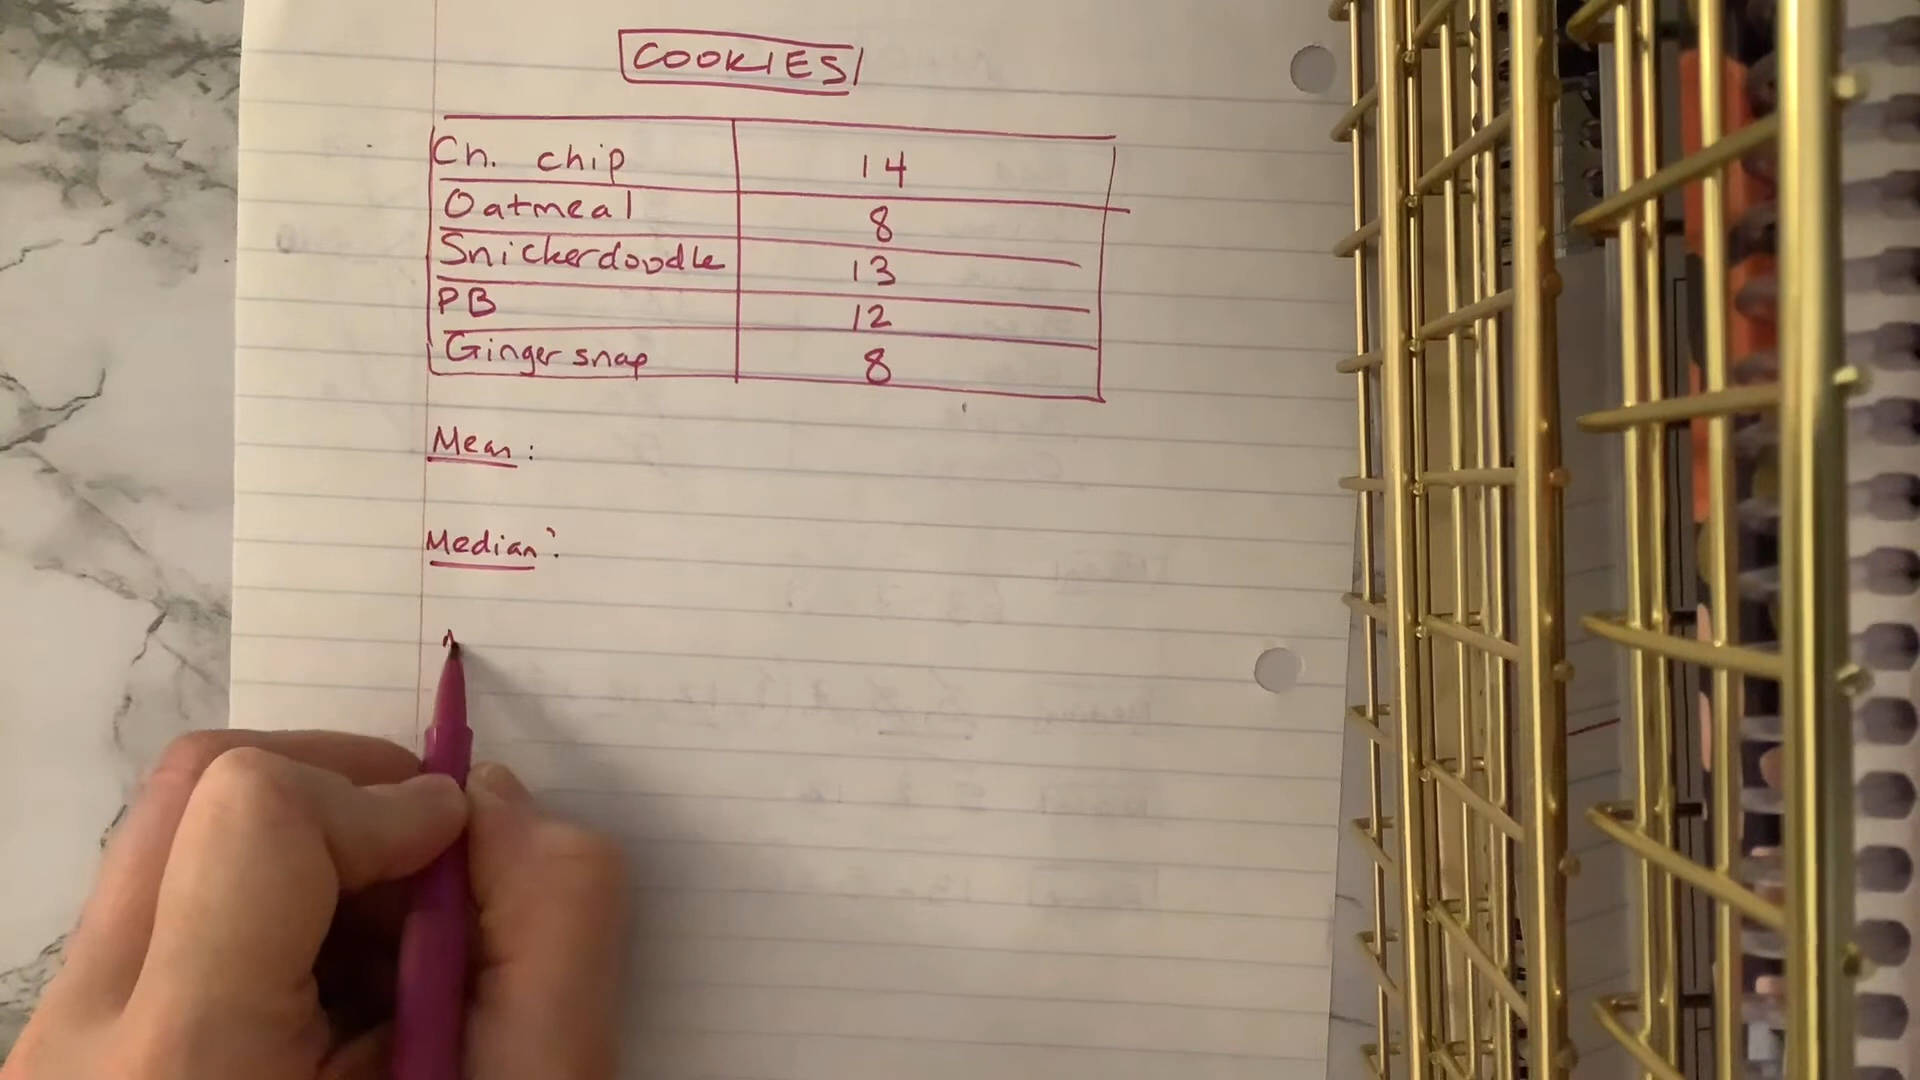 COOKIES
Ch. chip 14
Oatmeal 8
Snickerdoodle 13
PB 12
Ginger snap 8
Mean:
Median: